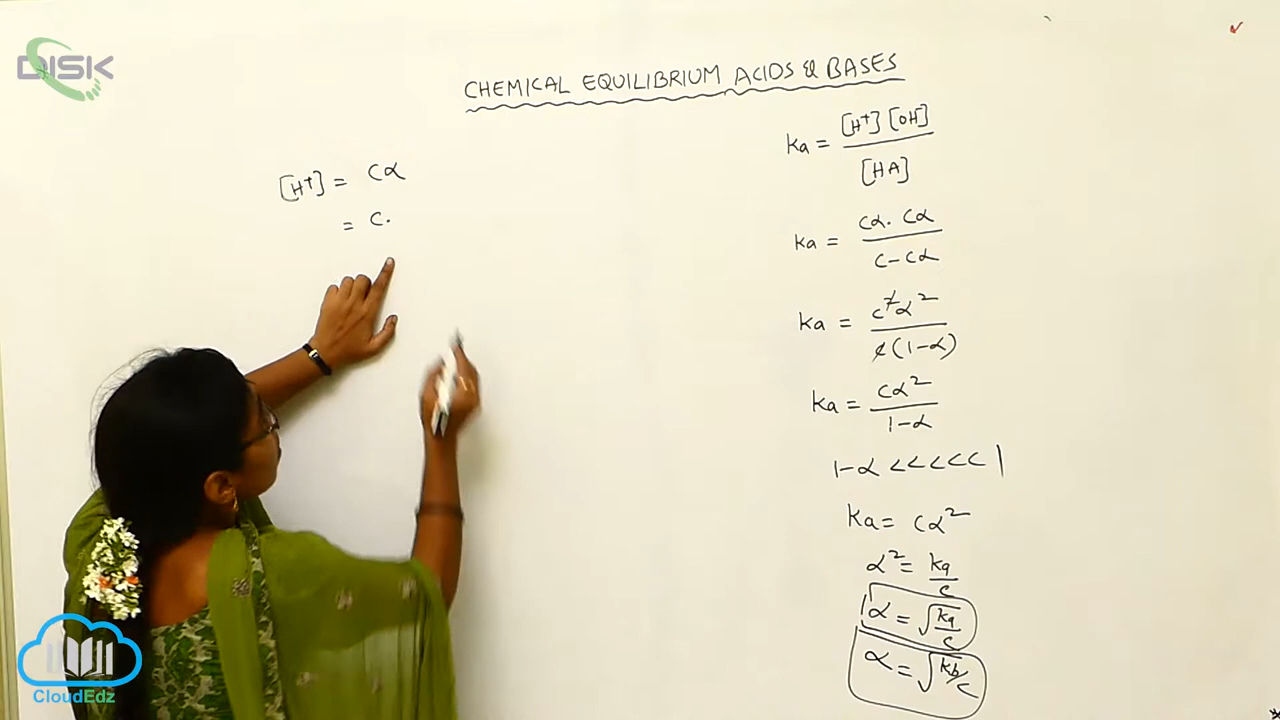 DISK
CHEMICAL EQUILIBRIUM ACIDS & BASES
[H+] = Cα
= C.
Ka = [H+] [OH] / [HA]
Ka = Cα. Cα / C-Cα
Ka = C²α² / C(1-α)
Ka = Cα² / 1-α
1-α <<<<< 1
Ka = Cα²
α² = Ka / C
α = √Ka / C
α = √Kb/C
CloudEdz